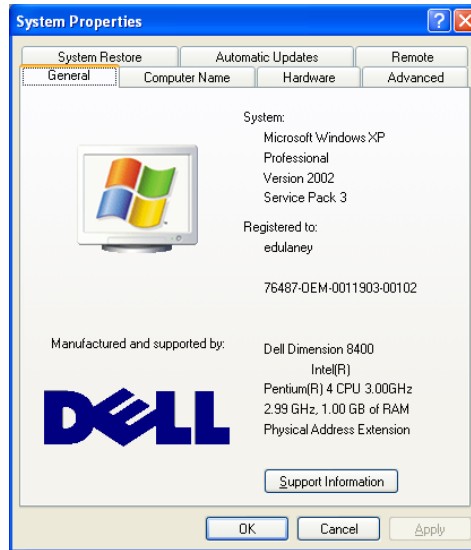 System Properties
System Restore
Automatic Updates
Remote
General
Computer Name
Hardware
Advanced
System:
Microsoft Windows XP
Professional
Version 2002
Service Pack 3
Registered to:
edulaney
76487-OEM-0011903-00102
Manufactured and supported by:
DELL
Dell Dimension 8400
Intel(R)
Pentium(R) 4 CPU 3.00GHz
2.99 GHz, 1.00 GB of RAM
Physical Address Extension
Support Information
OK
Cancel
Apply